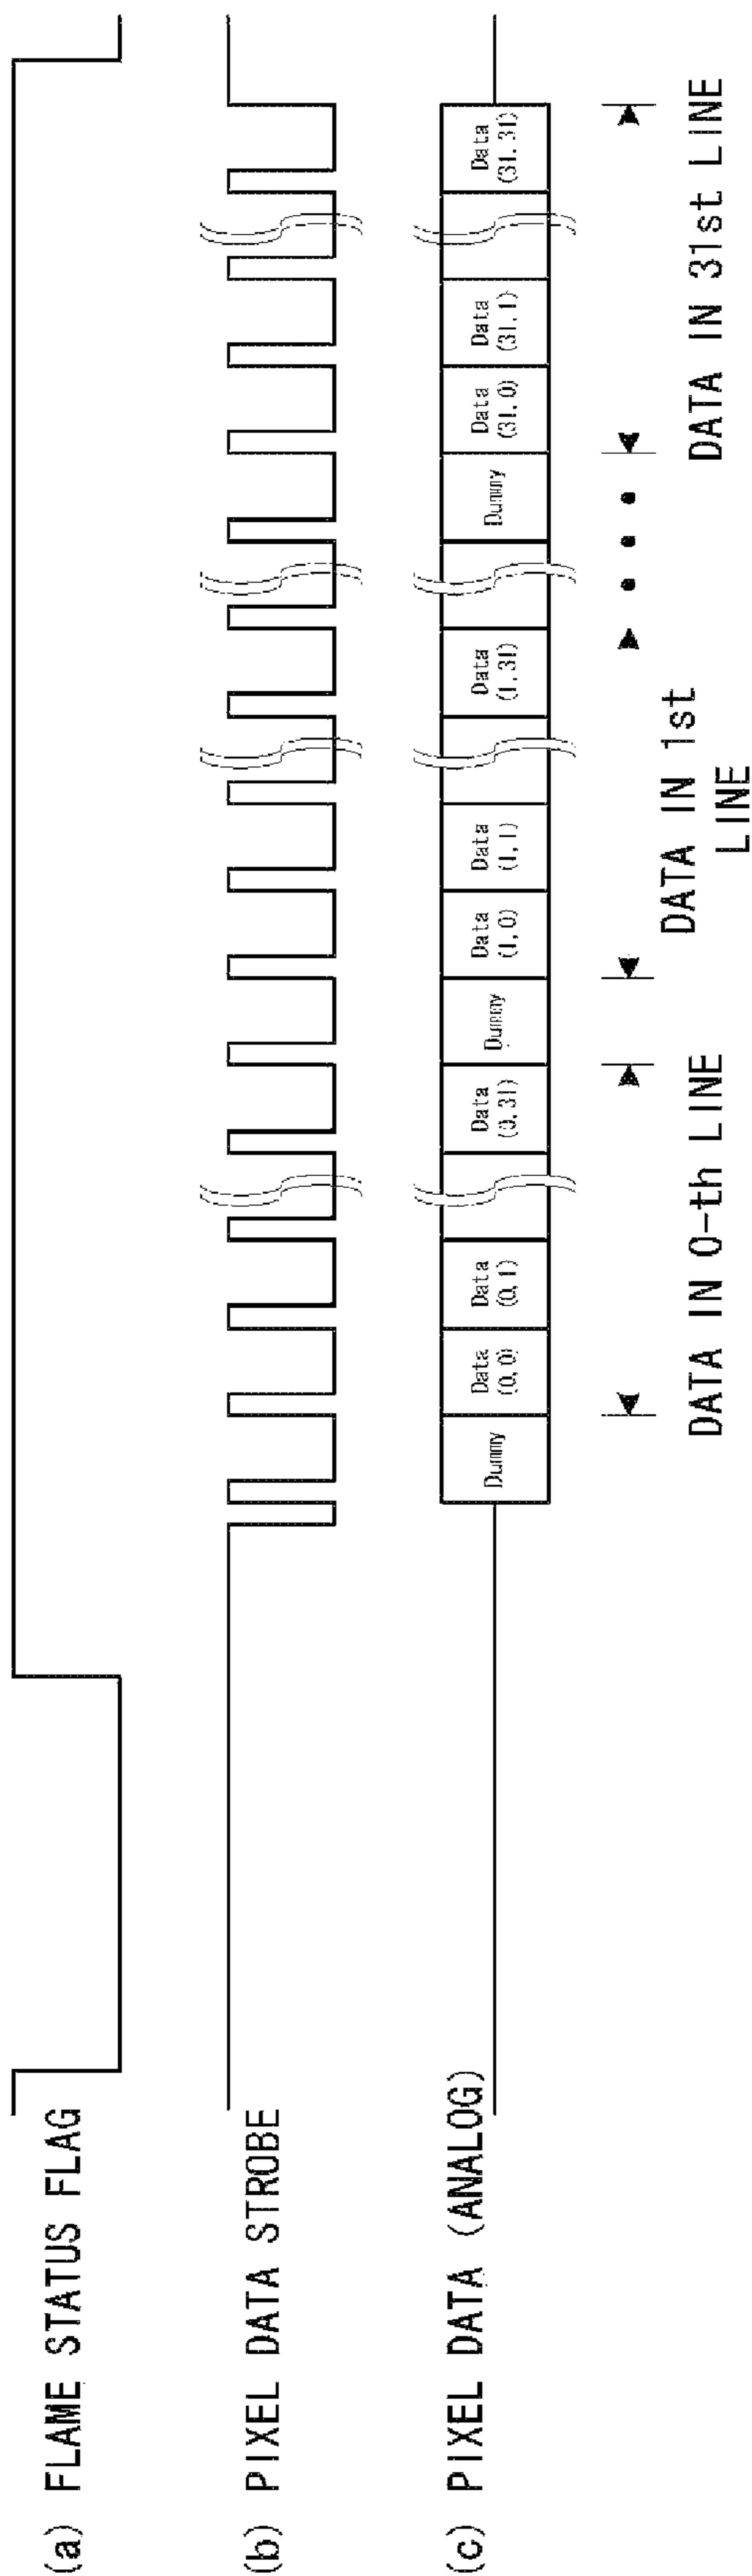 (a) FLAME STATUS FLAG
(b) PIXEL DATA STROBE
(c) PIXEL DATA (ANALOG)
Dummy
Data
(0,0)
Data
(0,1)
Data
(0,31)
Dummy
Data
(1,0)
Data
(1,1)
Data
(1,31)
Dummy
Data
(31,0)
Data
(31,1)
Data
(31,31)
DATA IN 0-th LINE
DATA IN 1st
LINE
DATA IN 31st LINE